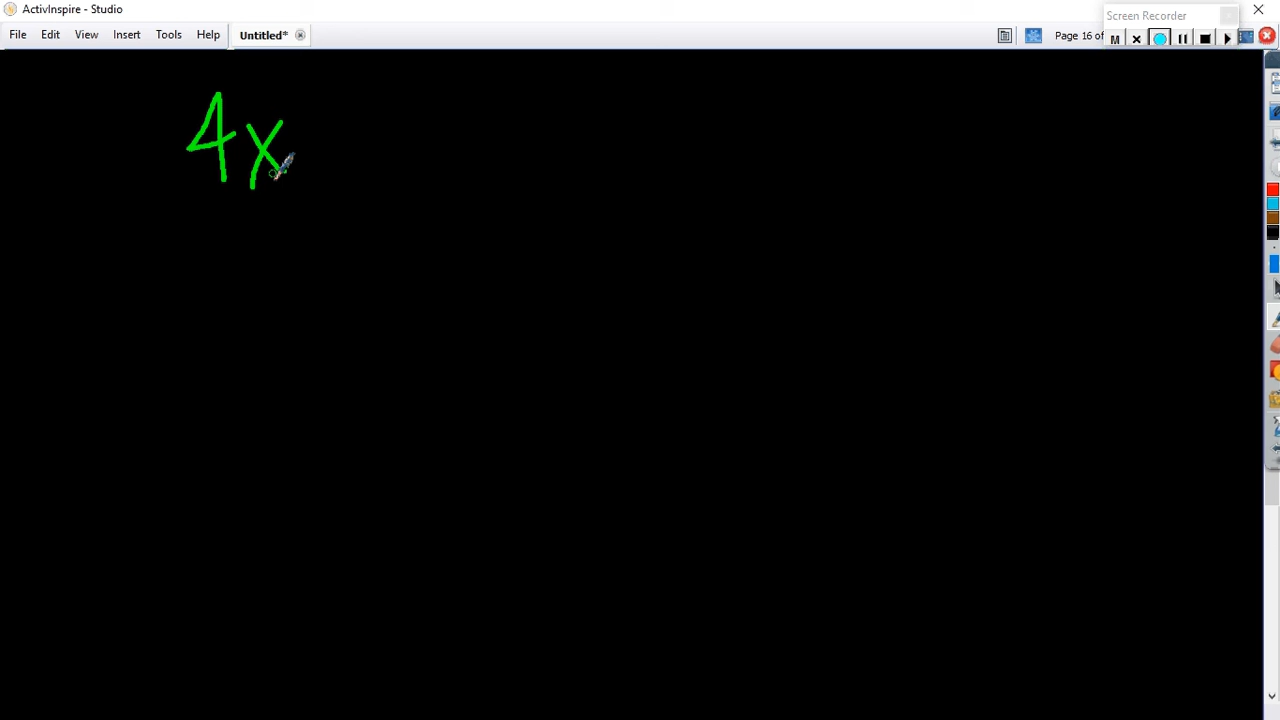 ActivInspire - Studio
Screen Recorder
File Edit View Insert Tools Help Untitled*
Page 16 of
M
4x